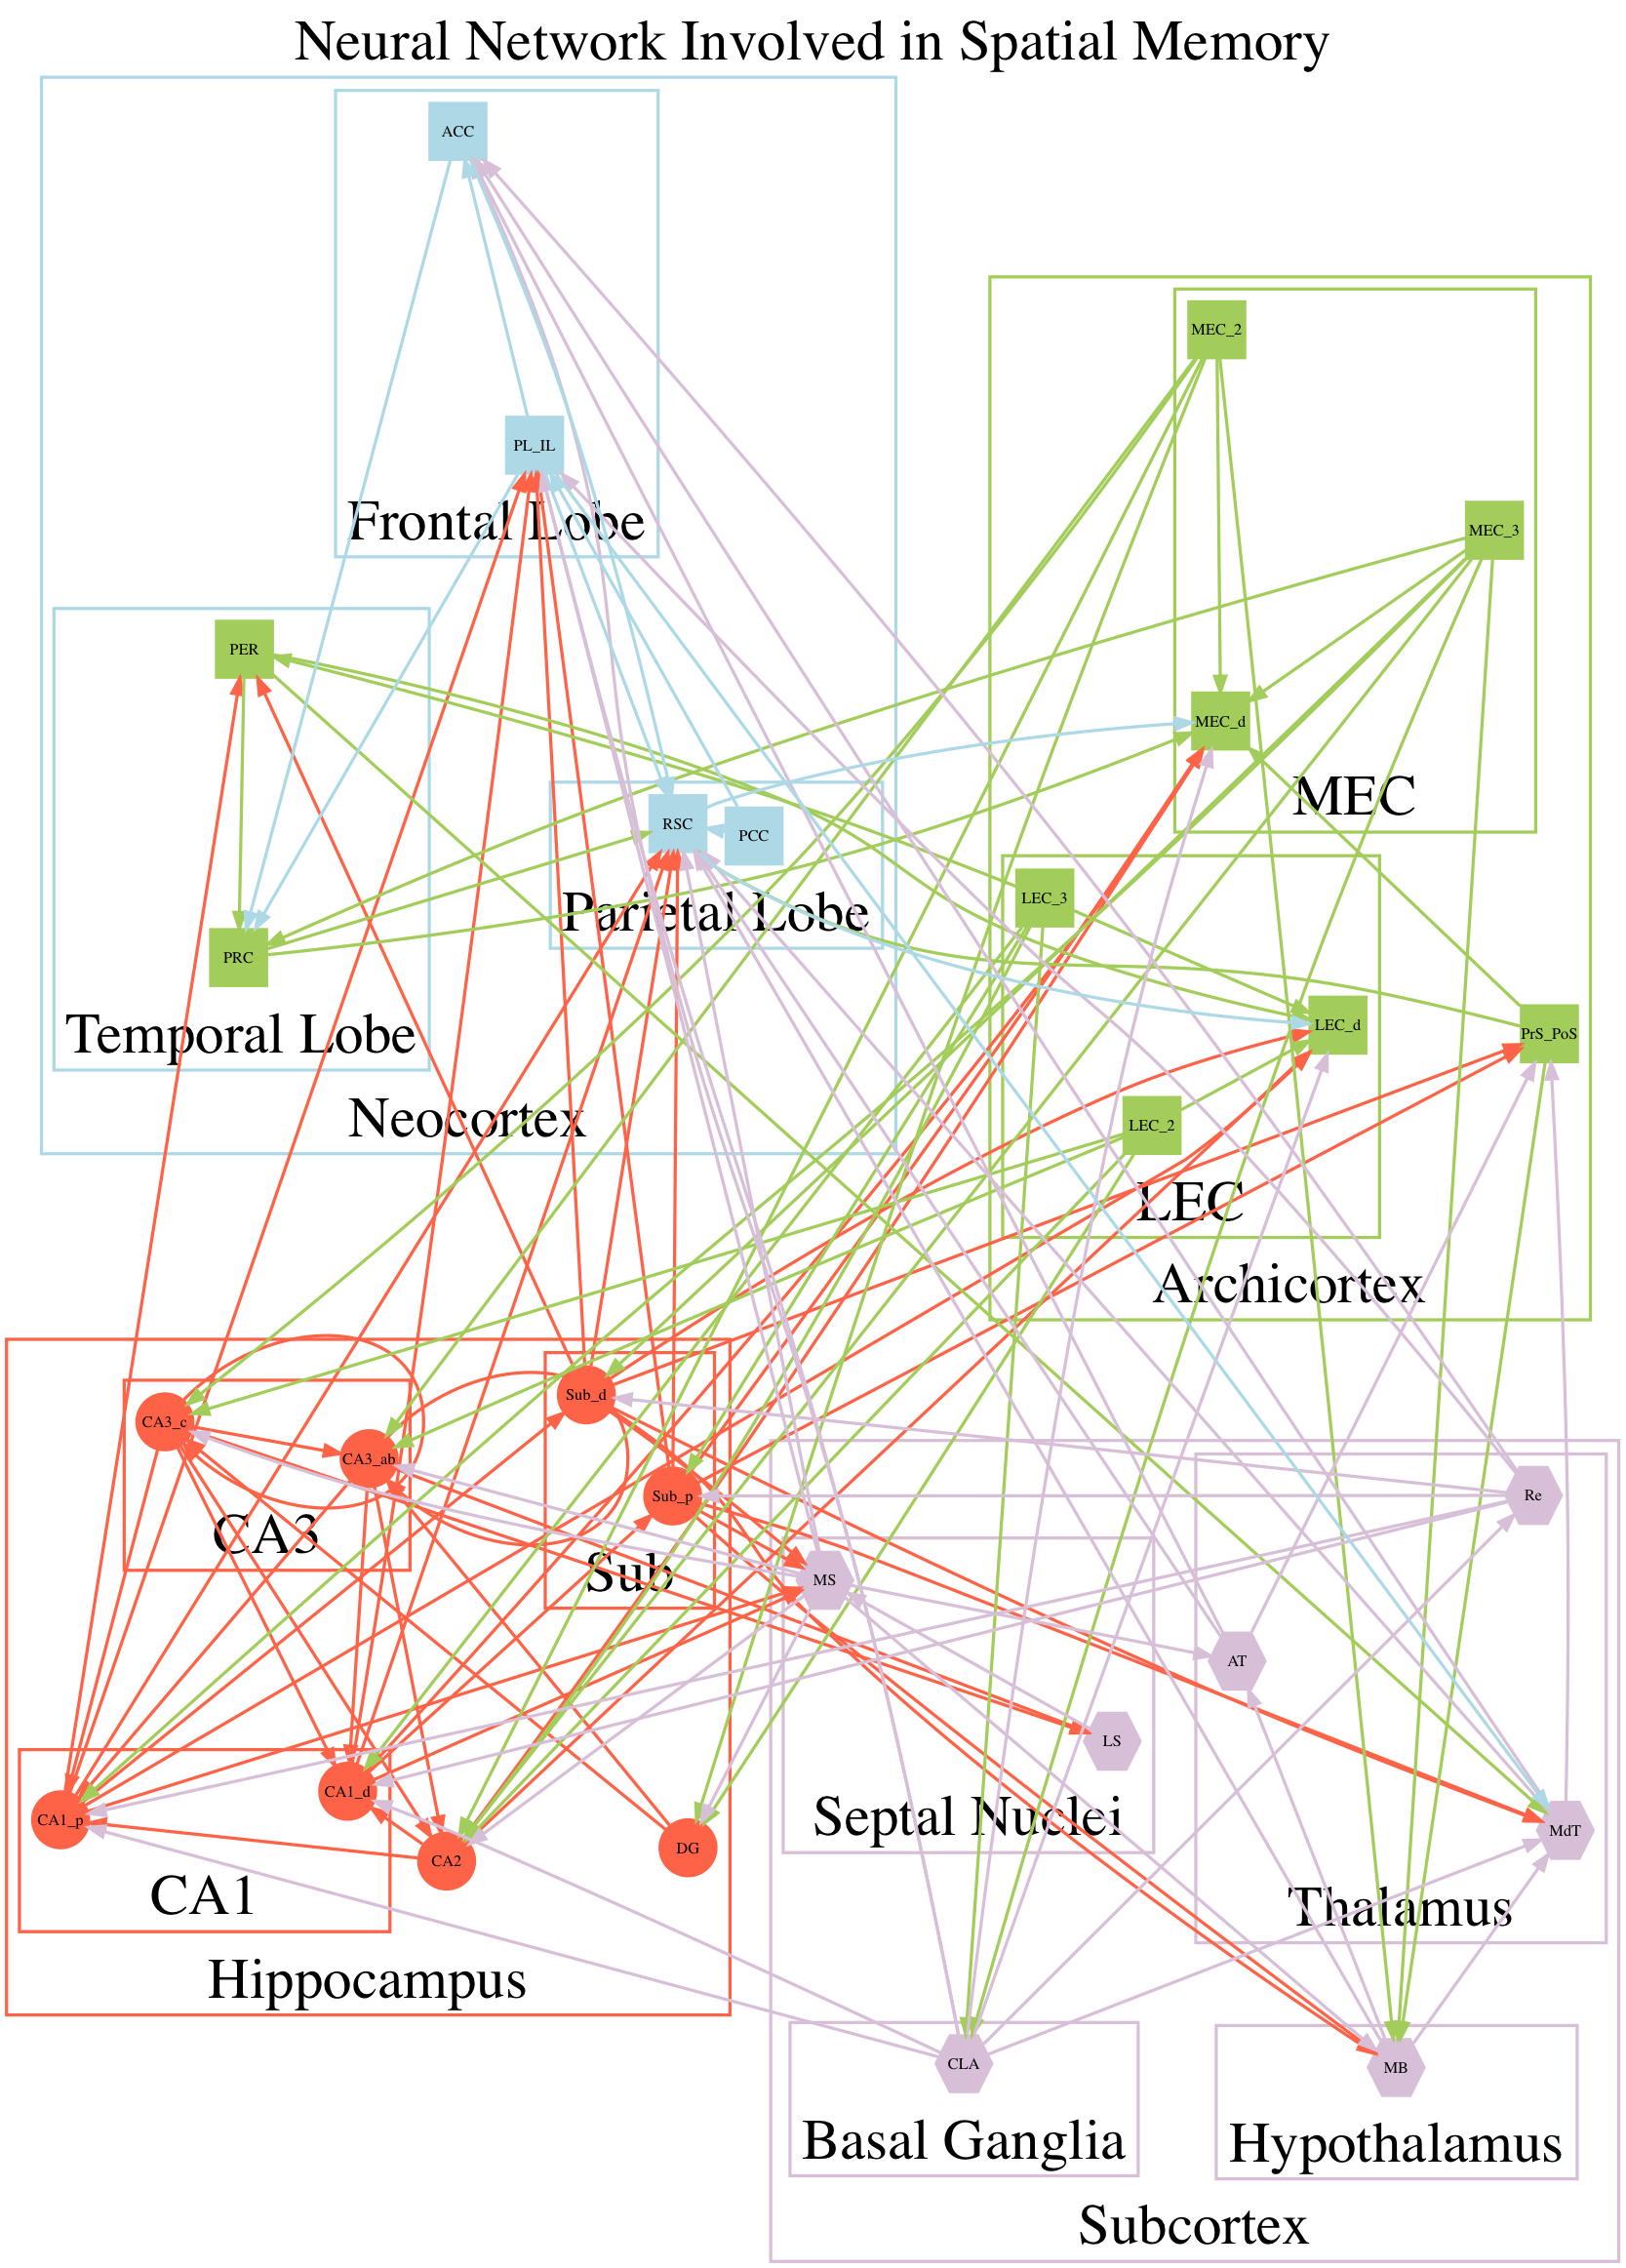 Neural Network Involved in Spatial Memory
ACC
MEC_2
PL_IL
Frontal Lobe
MEC_3
PER
MEC_d
MEC
RSC
PCC
Parietal Lobe
LEC_3
PRC
Temporal Lobe
LEC_d
PrS_PoS
Neocortex
LEC_2
LEC
Archicortex
Sub_d
CA3_c
CA3_ab
CA3
Sub_p
Sub
Re
MS
AT
LS
CA1_d
CA1_p
CA2
DG
CA1
Septal Nuclei
MdT
Thalamus
Hippocampus
CLA
MB
Basal Ganglia
Hypothalamus
Subcortex